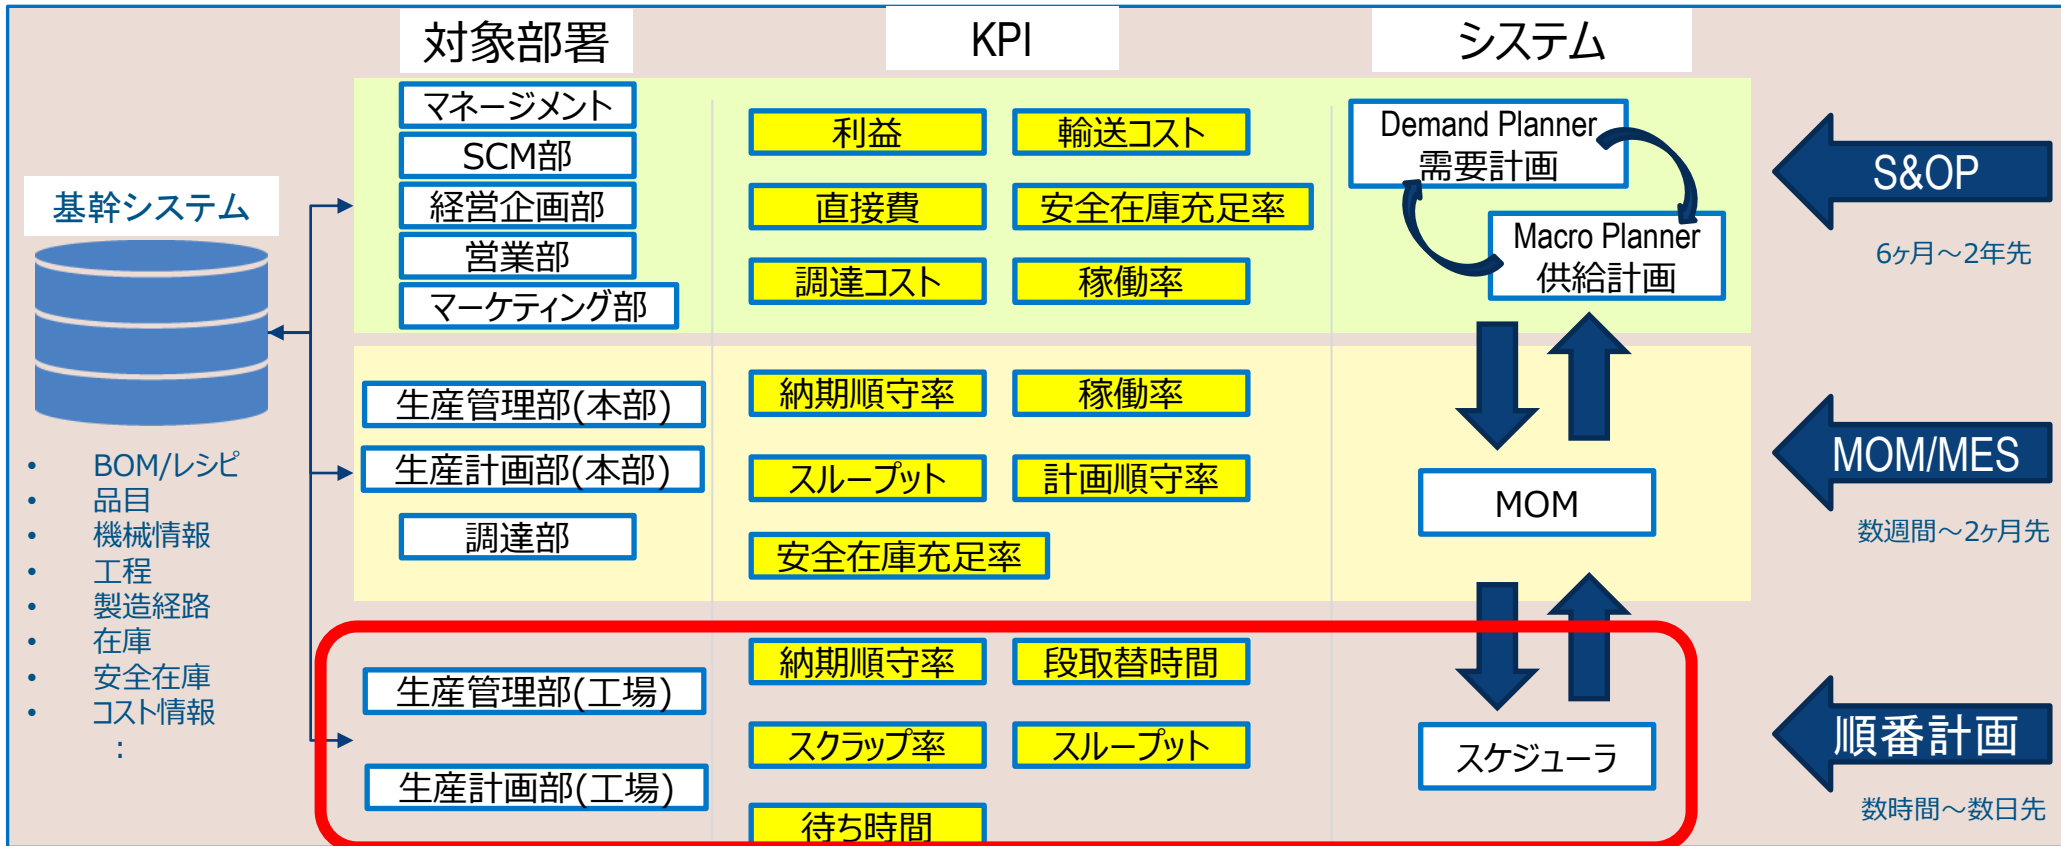 対象部署
KPI
システム
マネージメント
SCM部
経営企画部
営業部
マーケティング部
利益
輸送コスト
直接費
安全在庫充足率
調達コスト
稼働率
Demand Planner
需要計画
Macro Planner
供給計画
S&OP
6ヶ月～2年先
基幹システム
• BOM/レシピ
• 品目
• 機械情報
• 工程
• 製造経路
• 在庫
• 安全在庫
• コスト情報
:
生産管理部(本部)
生産計画部(本部)
調達部
納期順守率
稼働率
スループット
計画順守率
安全在庫充足率
MOM
MOM/MES
数週間～2ヶ月先
生産管理部(工場)
生産計画部(工場)
納期順守率
段取替時間
スクラップ率
スループット
待ち時間
スケジューラ
順番計画
数時間～数日先